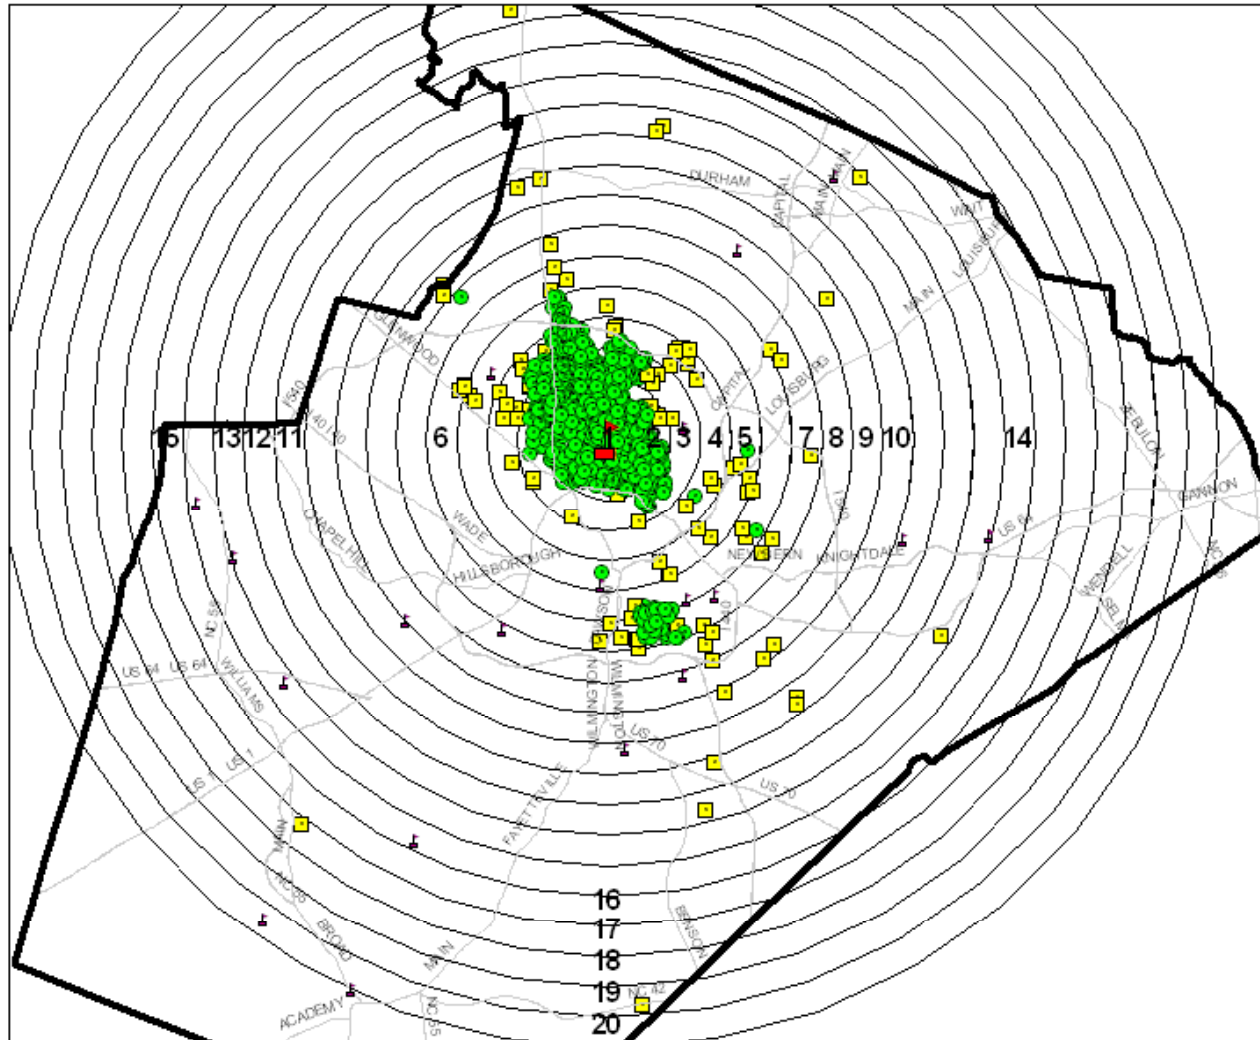 DURHAM
CAPITAL
MAIN
MAIN
WAIT
LOUISBURG
MAIN
GLENWOOD
I 540
I 40
CAPITAL
LOUISBURG
ZEBULON
15
13
12
11
6
1
2
3
4
5
7
8
9
10
14
GANNON
US 64
I 540
CHAPEL HILL
WADE
HILLSBOROUGH
NEW BERN
KNIGHTDALE
WENDELL
NC 55
US 64
US 64
WILLIAMS
WILMINGTON
WILMINGTON
US 70
US 70
US 1
US 1
FAYETTEVILLE
MAIN
NC 55
BROAD
MAIN
BENSON
16
17
18
19
20
NC 42
ACADEMY
NC 55